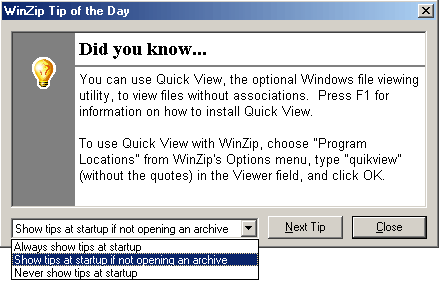 WinZip Tip of the Day
Did you know...
You can use Quick View, the optional Windows file viewing
utility, to view files without associations.  Press F1 for
information on how to install Quick View.
To use Quick View with WinZip, choose "Program
Locations" from WinZip's Options menu, type "quikview"
(without the quotes) in the Viewer field, and click OK.
Show tips at startup if not opening an archive
Next Tip
Close
Always show tips at startup
Show tips at startup if not opening an archive
Never show tips at startup